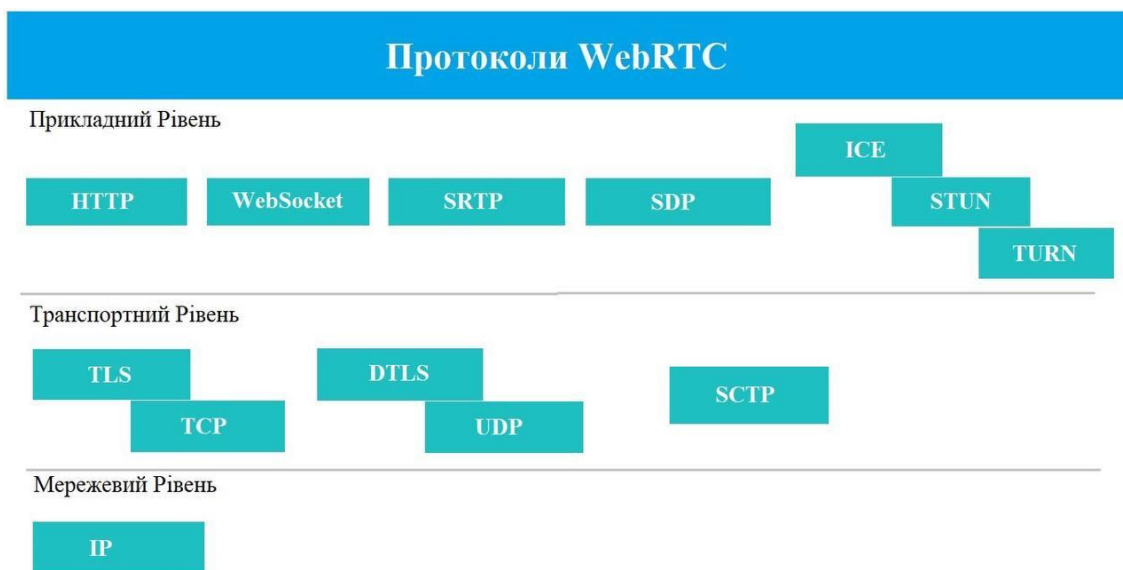 Протоколи WebRTC
Прикладний Рівень
ICE
HTTP WebSocket SRTP SDP STUN
TURN
Транспортний Рівень
TLS DTLS SCTP
TCP UDP
Мережевий Рівень
IP